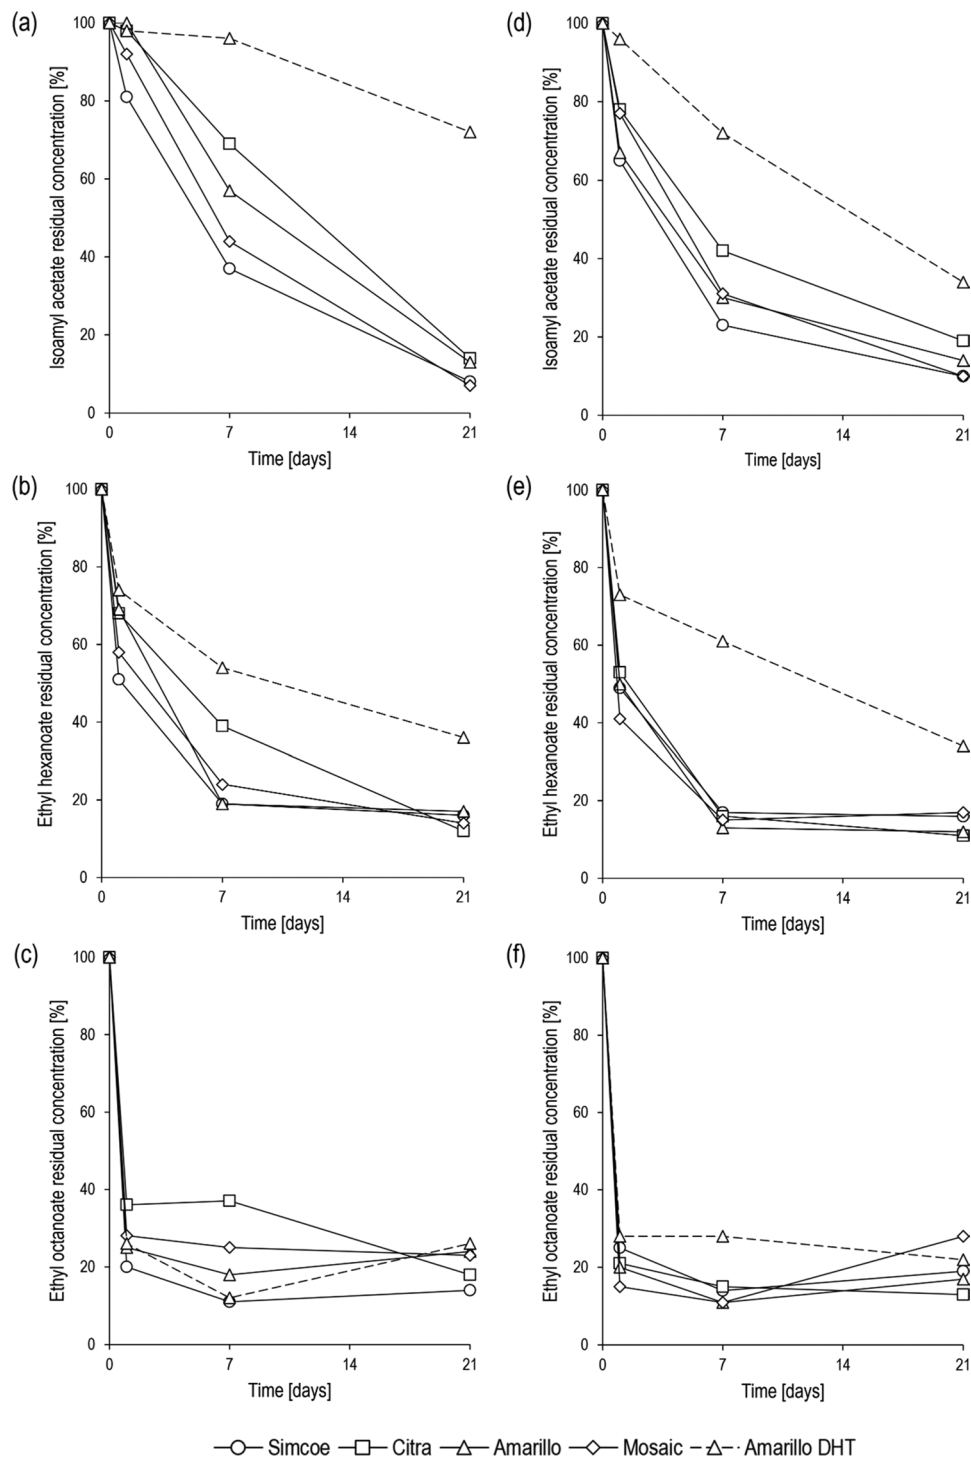 (a)
Isoamyl acetate residual concentration [%]
100
80
60
40
20
0
0 7 14 21
Time [days]
(d)
Isoamyl acetate residual concentration [%]
100
80
60
40
20
0
0 7 14 21
Time [days]
(b)
Ethyl hexanoate residual concentration [%]
100
80
60
40
20
0
0 7 14 21
Time [days]
(e)
Ethyl hexanoate residual concentration [%]
100
80
60
40
20
0
0 7 14 21
Time [days]
(c)
Ethyl octanoate residual concentration [%]
100
80
60
40
20
0
0 7 14 21
Time [days]
(f)
Ethyl octanoate residual concentration [%]
100
80
60
40
20
0
0 7 14 21
Time [days]
Simcoe Citra Amarillo Mosaic Amarillo DHT